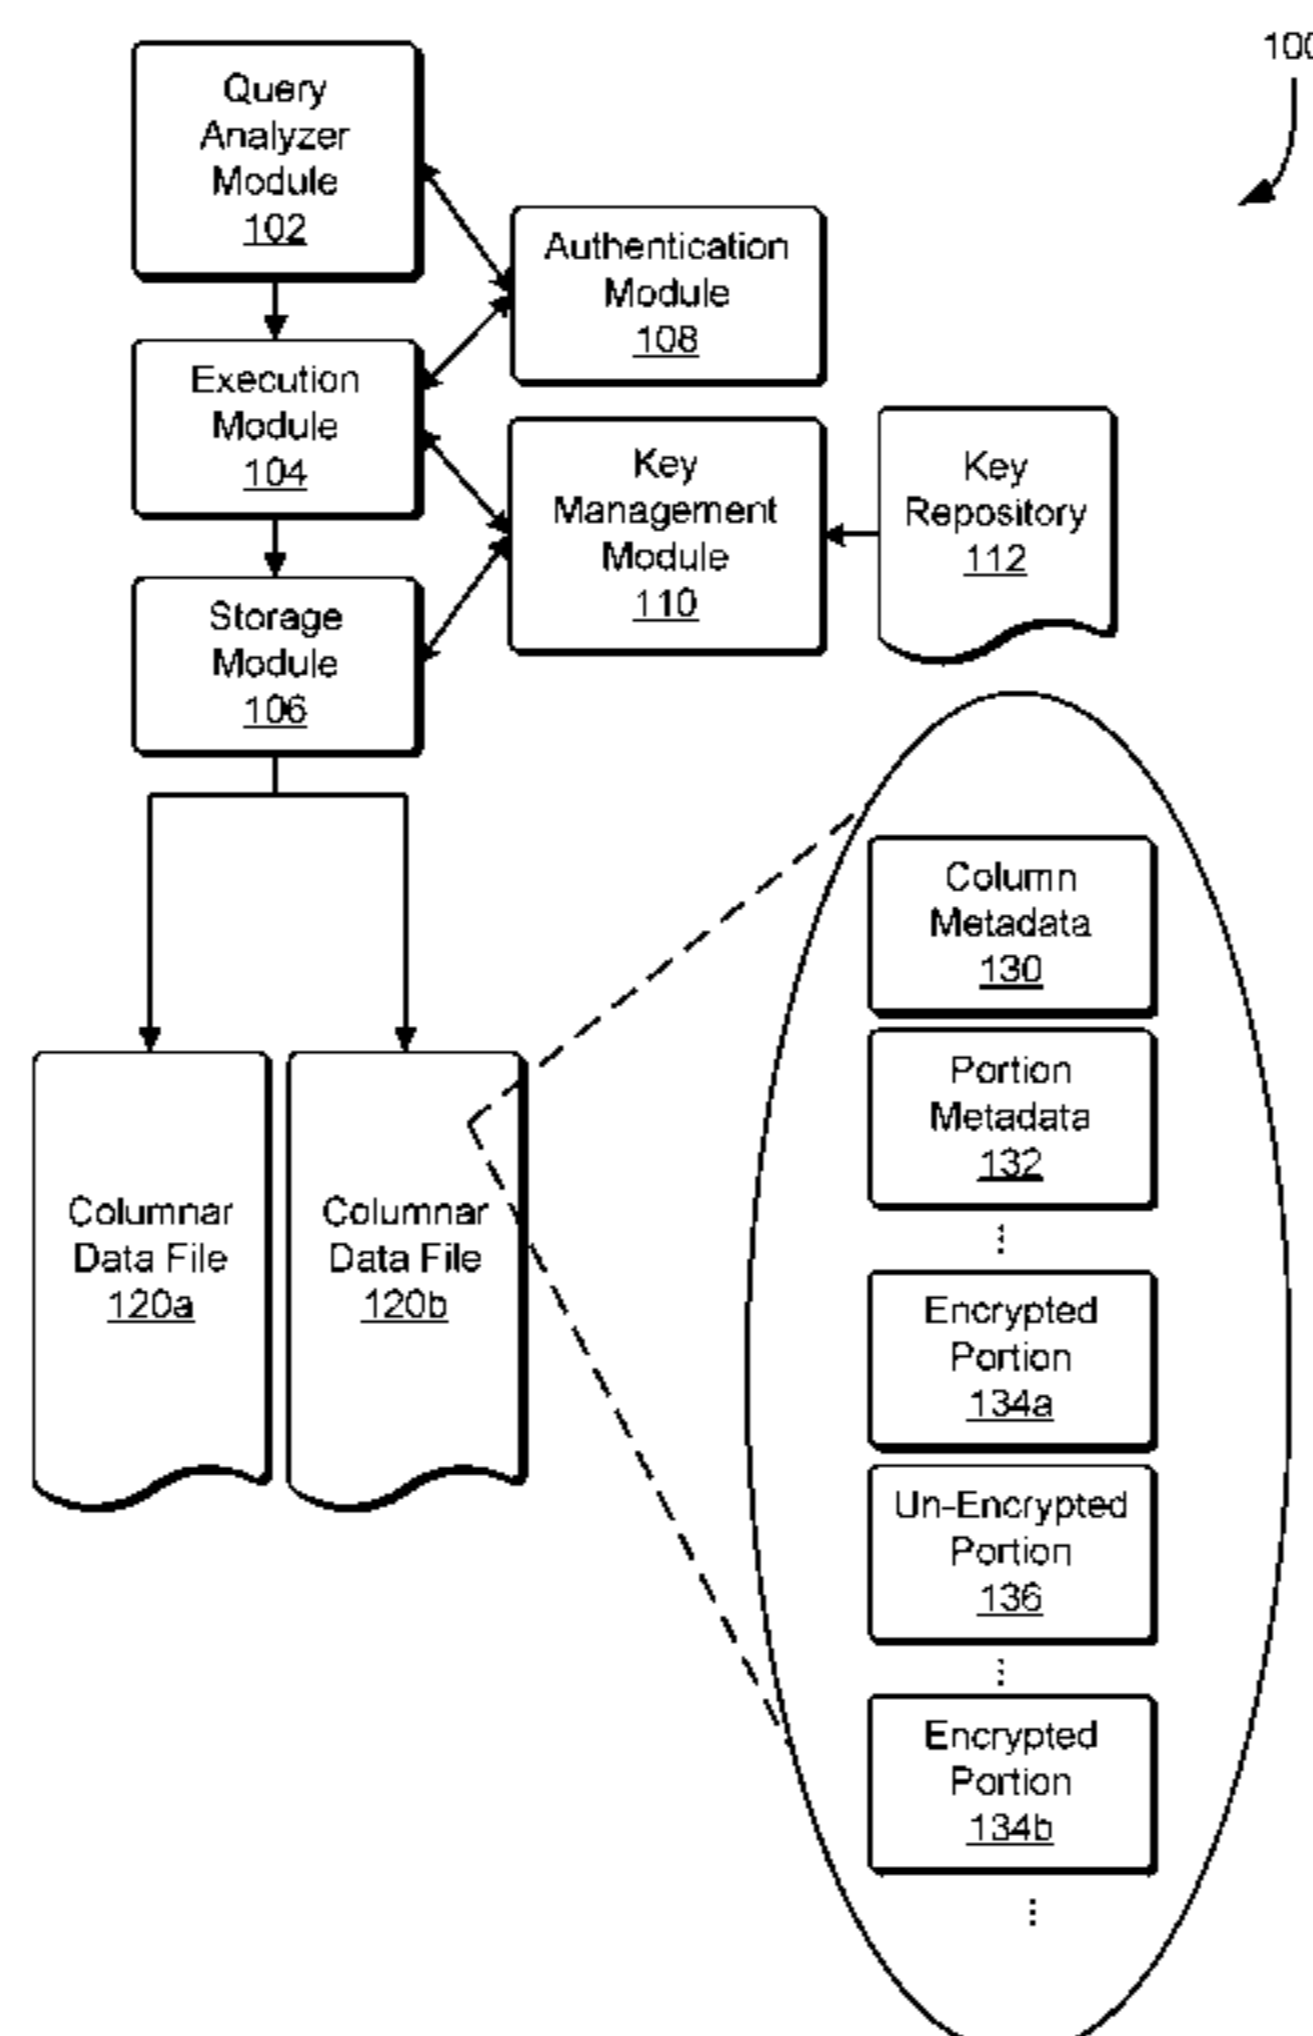 100
Query
Analyzer
Module
102
Authentication
Module
108
Execution
Module
104
Key
Management
Module
110
Key
Repository
112
Storage
Module
106
Column
Metadata
130
Portion
Metadata
132
Columnar
Data File
120a
Columnar
Data File
120b
Encrypted
Portion
134a
Un-Encrypted
Portion
136
Encrypted
Portion
134b